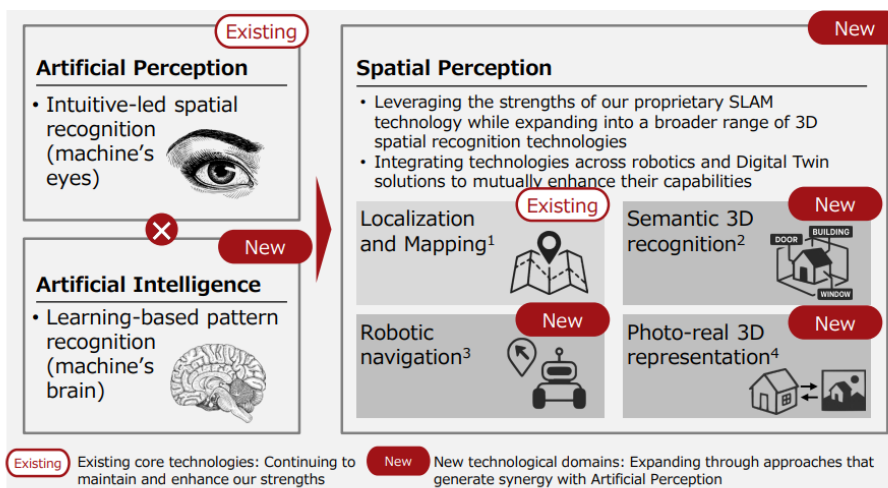 Existing
Artificial Perception
• Intuitive-led spatial
recognition
(machine's
eyes)
New
Artificial Intelligence
• Learning-based pattern
recognition
(machine's
brain)
New
Spatial Perception
• Leveraging the strengths of our proprietary SLAM
technology while expanding into a broader range of 3D
spatial recognition technologies
• Integrating technologies across robotics and Digital Twin
solutions to mutually enhance their capabilities
Existing
Localization
and Mapping¹
New
Semantic 3D
recognition²
DOOR
BUILDING
WINDOW
New
Robotic
navigation³
New
Photo-real 3D
representation⁴
Existing
Existing core technologies: Continuing to
maintain and enhance our strengths
New
New technological domains: Expanding through approaches that
generate synergy with Artificial Perception